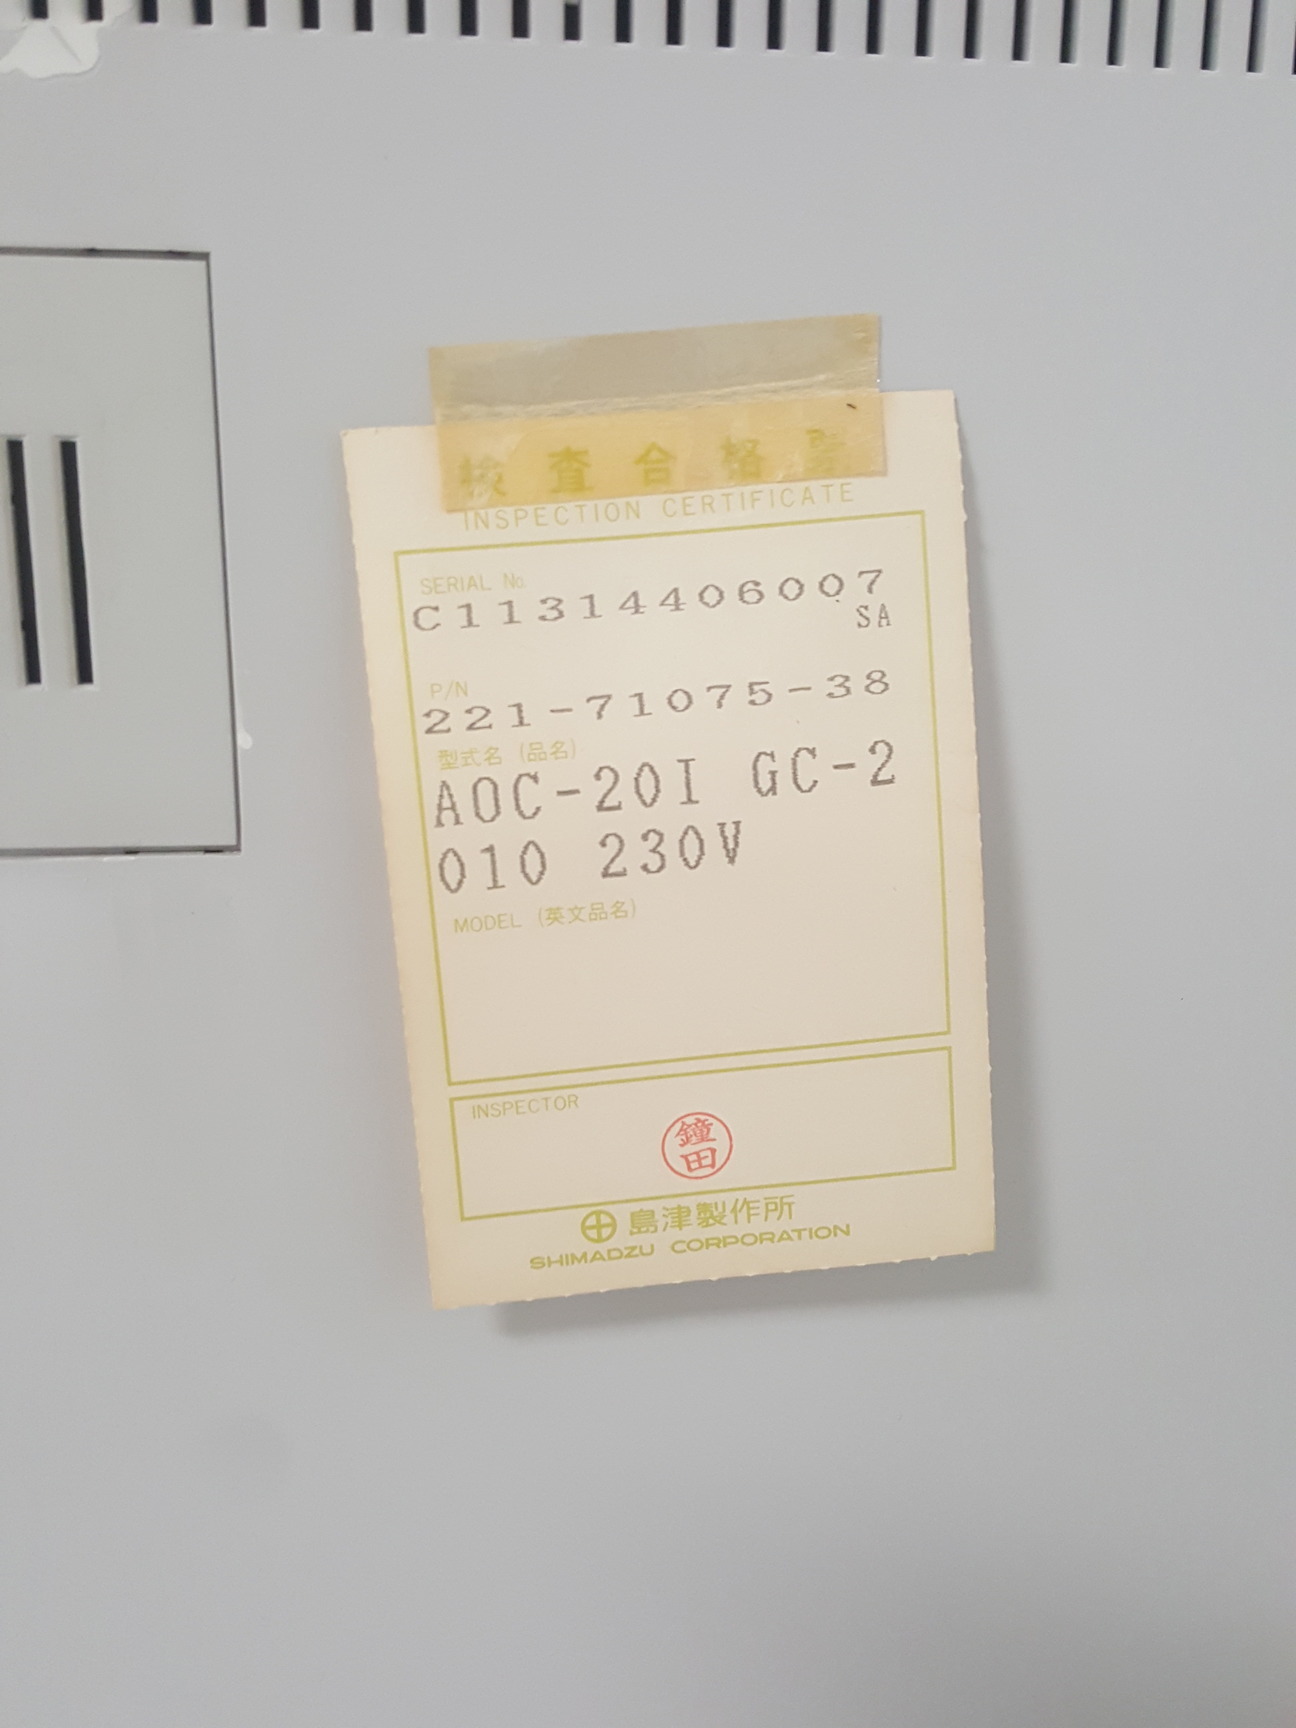 検査合格票
INSPECTION CERTIFICATE
SERIAL No.
C11314406007
SA
P/N
221-71075-38
型式名 (品名)
AOC-20I GC-2
010 230V
MODEL (英文品名)
INSPECTOR
鐘田
島津製作所
SHIMADZU CORPORATION